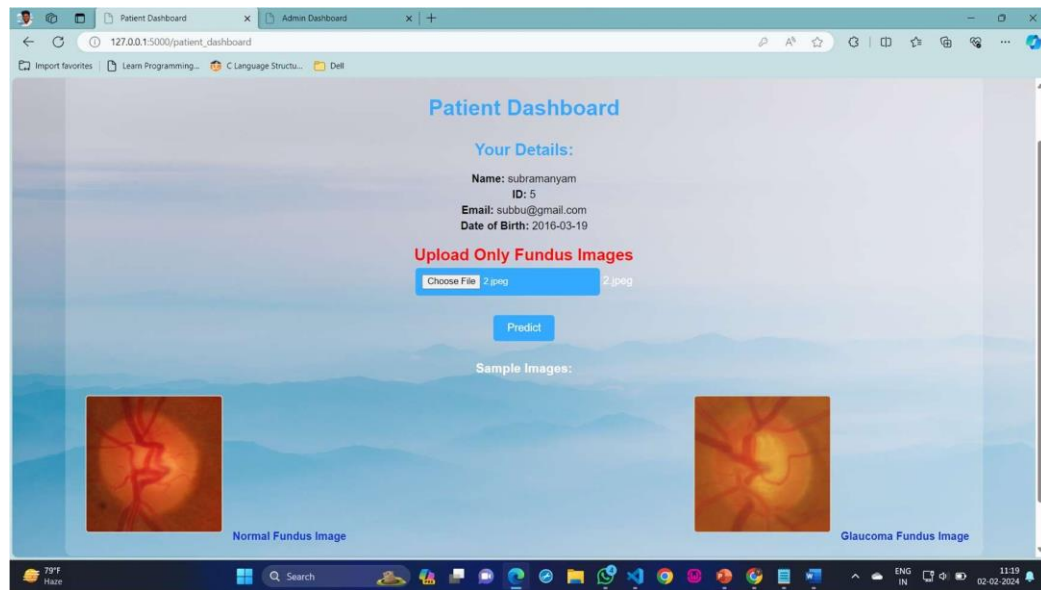 Patient Dashboard
Admin Dashboard
127.0.0.1:5000/patient_dashboard
Import favorites
Learn Programming...
C Language Structu...
Dell
Patient Dashboard
Your Details:
Name: subramanyam
ID: 5
Email: subbu@gmail.com
Date of Birth: 2016-03-19
Upload Only Fundus Images
Choose File 2.jpeg 2.jpeg
Predict
Sample Images:
Normal Fundus Image
Glaucoma Fundus Image
79°F
Haze
Search
ENG
IN
11:19
02-02-2024